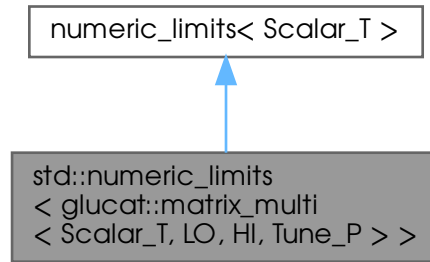 numeric_limits< Scalar_T >
std::numeric_limits
< glucat::matrix_multi
< Scalar_T, LO, HI, Tune_P > >